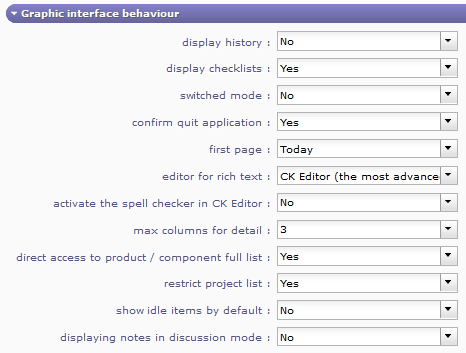 Graphic interface behaviour
display history : No
display checklists : Yes
switched mode : No
confirm quit application : Yes
first page : Today
editor for rich text : CK Editor (the most advance
activate the spell checker in CK Editor : No
max columns for detail : 3
direct access to product / component full list : Yes
restrict project list : Yes
show idle items by default : No
displaying notes in discussion mode : No